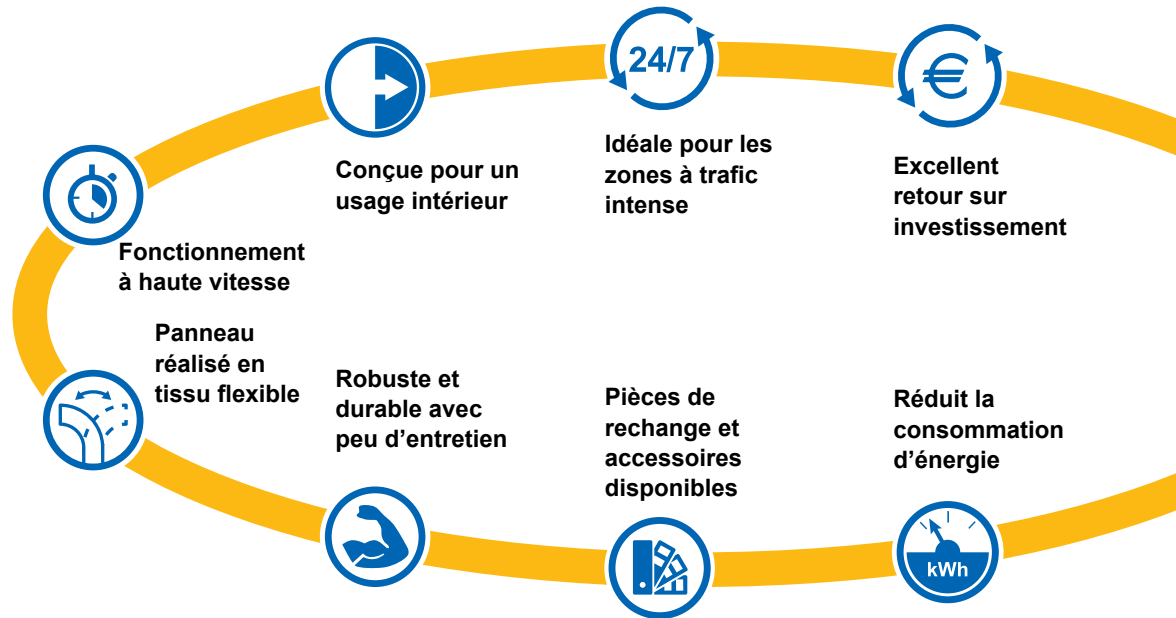 24/7
€
Conçue pour un
usage intérieur
Idéale pour les
zones à trafic
intense
Excellent
retour sur
investissement
Fonctionnement
à haute vitesse
Panneau
réalisé en
tissu flexible
Robuste et
durable avec
peu d’entretien
Pièces de
rechange et
accessoires
disponibles
Réduit la
consommation
d’énergie
kWh